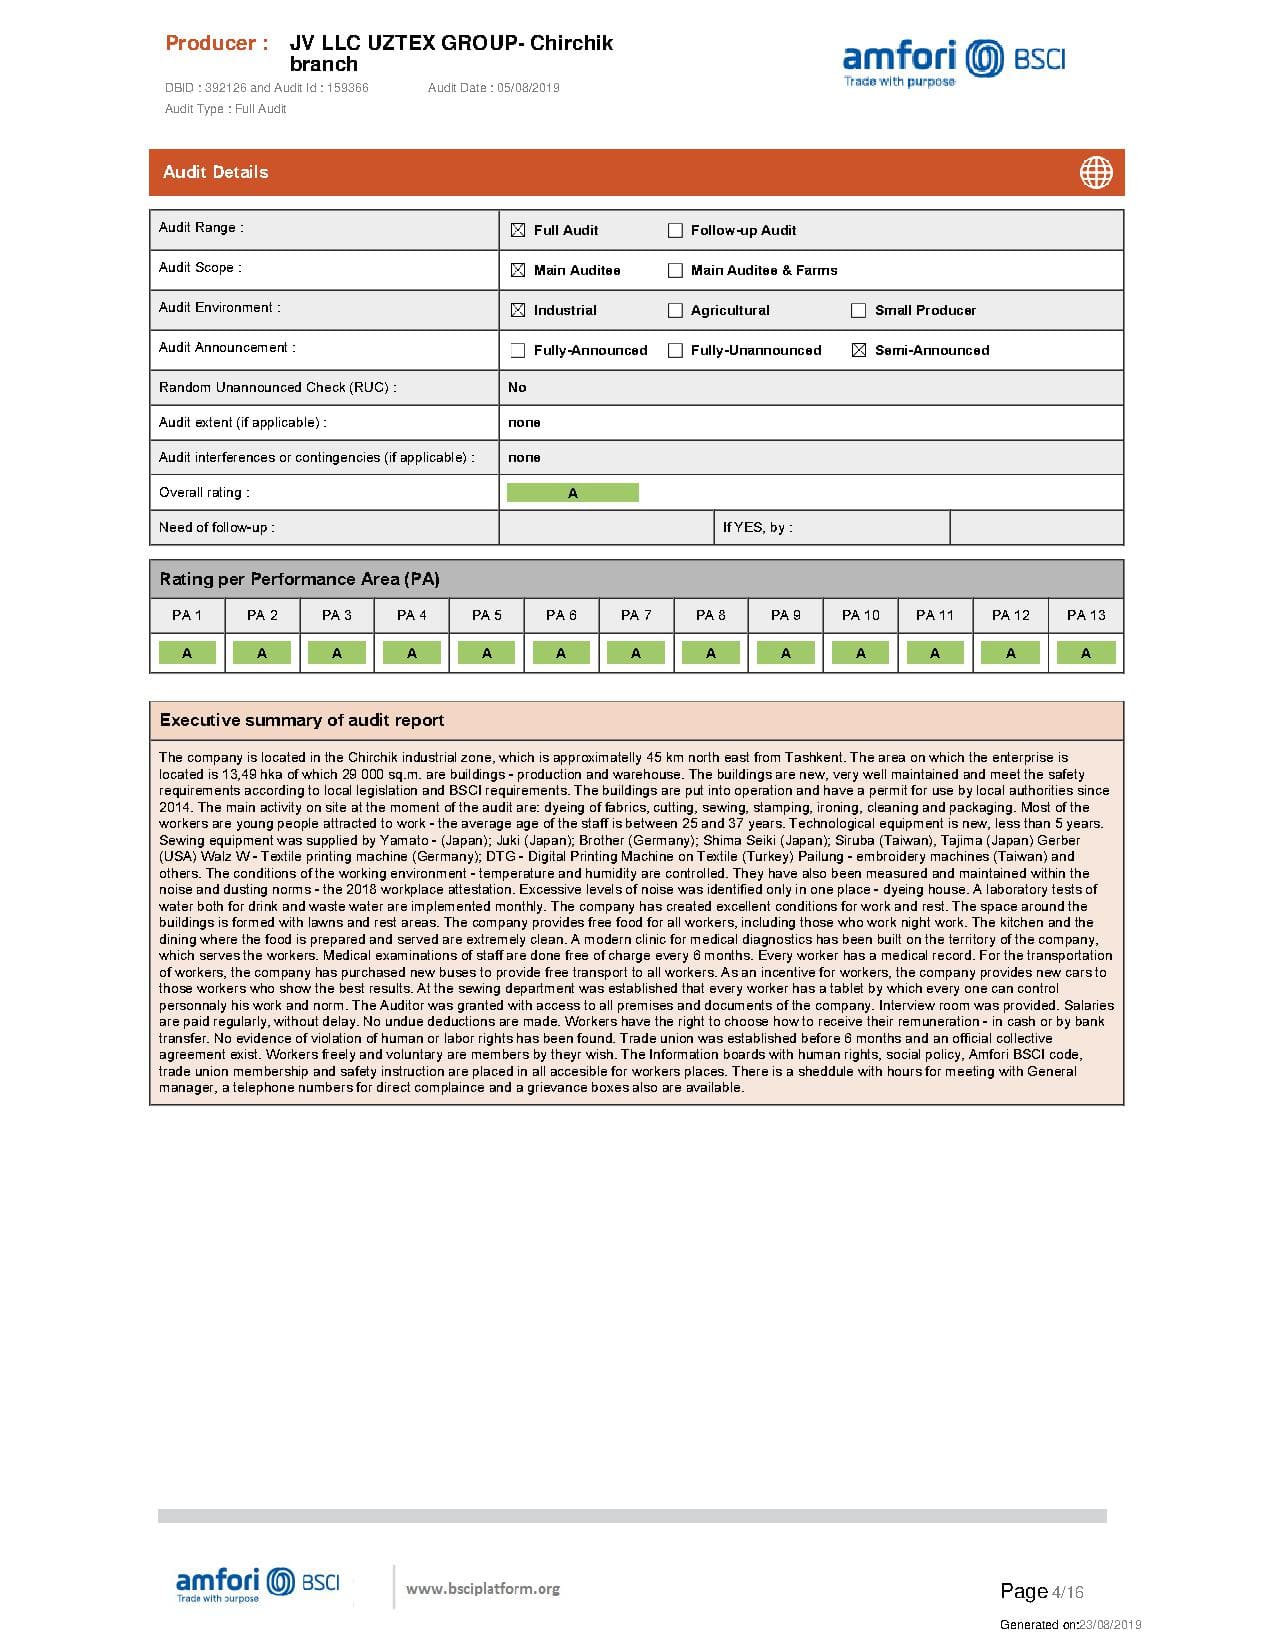 Producer : JV LLC UZTEX GROUP- Chirchik
branch
DBID : 392126 and Audit Id : 159366 Audit Date : 05/08/2019
Audit Type : Full Audit
amfori BSCI
Trade with purpose
Audit Details
Audit Range : ☒ Full Audit ☐ Follow-up Audit
Audit Scope : ☒ Main Auditee ☐ Main Auditee & Farms
Audit Environment : ☒ Industrial ☐ Agricultural ☐ Small Producer
Audit Announcement : ☐ Fully-Announced ☐ Fully-Unannounced ☒ Semi-Announced
Random Unannounced Check (RUC) : No
Audit extent (if applicable) : none
Audit interferences or contingencies (if applicable) : none
Overall rating : A
Need of follow-up : If YES, by :
Rating per Performance Area (PA)
PA 1 PA 2 PA 3 PA 4 PA 5 PA 6 PA 7 PA 8 PA 9 PA 10 PA 11 PA 12 PA 13
A A A A A A A A A A A A A
Executive summary of audit report
The company is located in the Chirchik industrial zone, which is approximatelly 45 km north east from Tashkent. The area on which the enterprise is
located is 13,49 hka of which 29 000 sq.m. are buildings - production and warehouse. The buildings are new, very well maintained and meet the safety
requirements according to local legislation and BSCI requirements. The buildings are put into operation and have a permit for use by local authorities since
2014. The main activity on site at the moment of the audit are: dyeing of fabrics, cutting, sewing, stamping, ironing, cleaning and packaging. Most of the
workers are young people attracted to work - the average age of the staff is between 25 and 37 years. Technological equipment is new, less than 5 years.
Sewing equipment was supplied by Yamato - (Japan); Juki (Japan); Brother (Germany); Shima Seiki (Japan); Siruba (Taiwan), Tajima (Japan) Gerber
(USA) Walz W - Textile printing machine (Germany); DTG - Digital Printing Machine on Textile (Turkey) Pailung - embroidery machines (Taiwan) and
others. The conditions of the working environment - temperature and humidity are controlled. They have also been measured and maintained within the
noise and dusting norms - the 2018 workplace attestation. Excessive levels of noise was identified only in one place - dyeing house. A laboratory tests of
water both for drink and waste water are implemented monthly. The company has created excellent conditions for work and rest. The space around the
buildings is formed with lawns and rest areas. The company provides free food for all workers, including those who work night work. The kitchen and the
dining where the food is prepared and served are extremely clean. A modern clinic for medical diagnostics has been built on the territory of the company,
which serves the workers. Medical examinations of staff are done free of charge every 6 months. Every worker has a medical record. For the transportation
of workers, the company has purchased new buses to provide free transport to all workers. As an incentive for workers, the company provides new cars to
those workers who show the best results. At the sewing department was established that every worker has a tablet by which every one can control
personnaly his work and norm. The Auditor was granted with access to all premises and documents of the company. Interview room was provided. Salaries
are paid regularly, without delay. No undue deductions are made. Workers have the right to choose how to receive their remuneration - in cash or by bank
transfer. No evidence of violation of human or labor rights has been found. Trade union was established before 6 months and an official collective
agreement exist. Workers freely and voluntary are members by theyr wish. The Information boards with human rights, social policy, Amfori BSCI code,
trade union membership and safety instruction are placed in all accesible for workers places. There is a sheddule with hours for meeting with General
manager, a telephone numbers for direct complaince and a grievance boxes also are available.
amfori BSCI
Trade with purpose
www.bsciplatform.org
Page 4/16
Generated on:23/08/2019